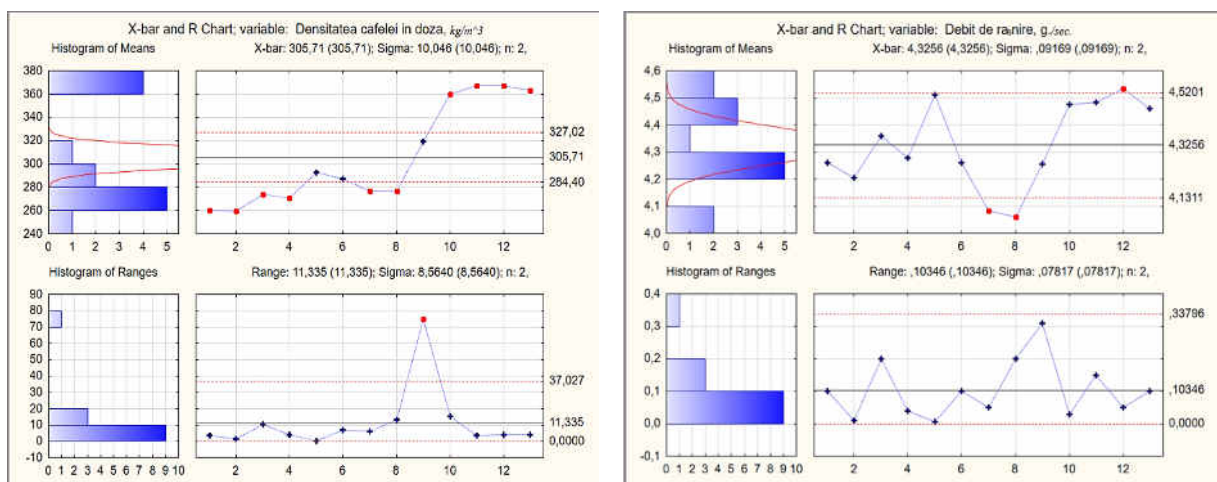 X-bar and R Chart; variable: Densitatea cafelei in doza, kg/m^3
Histogram of Means
X-bar: 305,71 (305,71); Sigma: 10,046 (10,046); n: 2,
380
360
340
320
300
280
260
240
327,02
305,71
284,40
0 1 2 3 4 5
2 4 6 8 10 12
Histogram of Ranges
Range: 11,335 (11,335); Sigma: 8,5640 (8,5640); n: 2,
90
80
70
60
50
40
30
20
10
0
-10
37,027
11,335
0,0000
0 1 2 3 4 5 6 7 8 9 10
2 4 6 8 10 12
X-bar and R Chart; variable: Debit de rașnire, g./sec.
Histogram of Means
X-bar: 4,3256 (4,3256); Sigma: ,09169 (,09169); n: 2,
4,6
4,5
4,4
4,3
4,2
4,1
4,0
4,5201
4,3256
4,1311
0 1 2 3 4 5
2 4 6 8 10 12
Histogram of Ranges
Range: ,10346 (,10346); Sigma: ,07817 (,07817); n: 2,
0,4
0,3
0,2
0,1
0,0
-0,1
,33796
,10346
0,0000
0 1 2 3 4 5 6 7 8 9 10
2 4 6 8 10 12